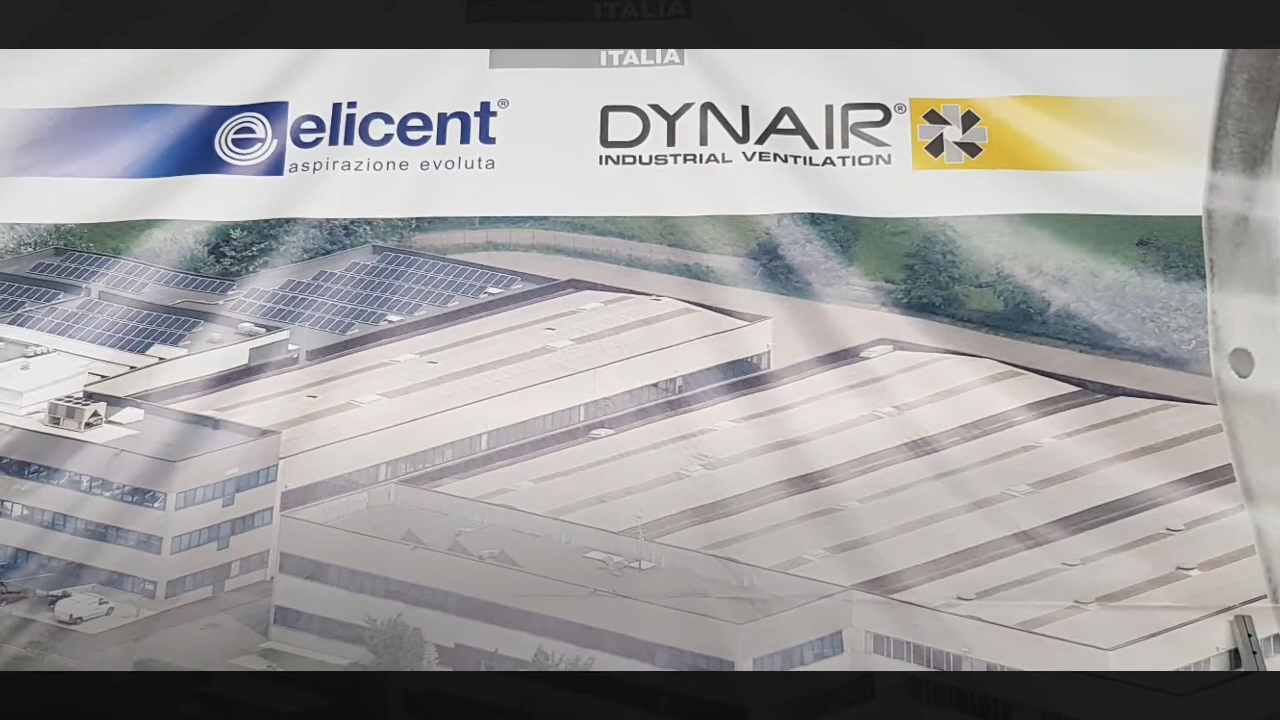 ITALIA
elicent®
aspirazione evoluta
DYNAIR®
INDUSTRIAL VENTILATION